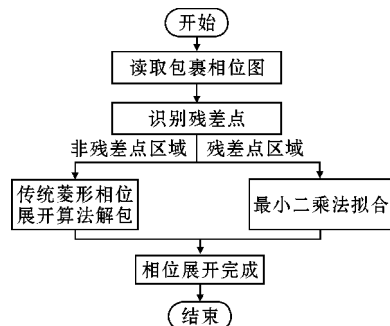 开始
读取包裹相位图
识别残差点
非残差点区域 残差点区域
传统菱形相位
展开算法解包
最小二乘法拟合
相位展开完成
结束